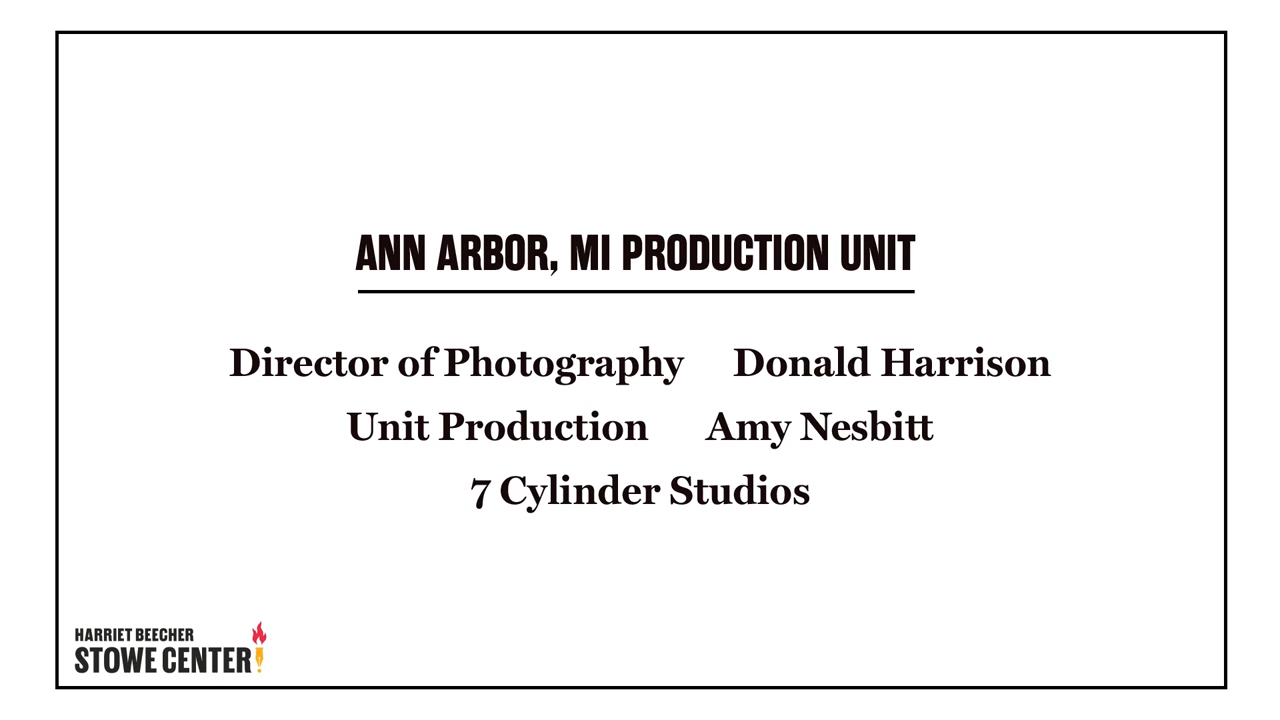 ANN ARBOR, MI PRODUCTION UNIT
Director of Photography Donald Harrison
Unit Production Amy Nesbitt
7 Cylinder Studios
HARRIET BEECHER
STOWE CENTER